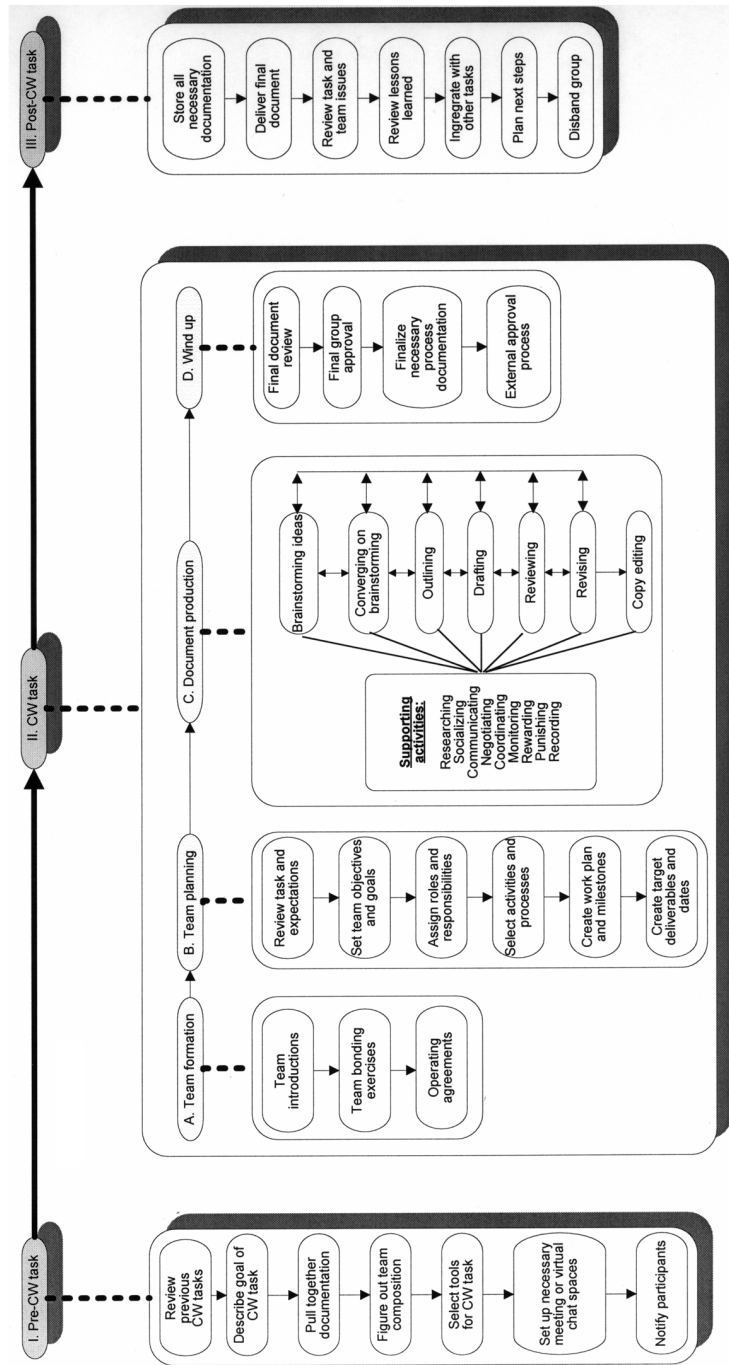 I. Pre-CW task
Review
previous
CW tasks
Describe goal of
CW task
Pull together
documentation
Figure out team
composition
Select tools
for CW task
Set up necessary
meeting or virtual
chat spaces
Notify participants
II. CW task
A. Team formation
Team
introductions
Team bonding
exercises
Operating
agreements
B. Team planning
Review task and
expectations
Set team objectives
and goals
Assign roles and
responsibilities
Select activities and
processes
Create work plan
and milestones
Create target
deliverables and
dates
C. Document production
Supporting
activities:
Researching
Socializing
Communicating
Negotiating
Coordinating
Monitoring
Rewarding
Punishing
Recording
Brainstorming ideas
Converging on
brainstorming
Outlining
Drafting
Reviewing
Revising
Copy editing
D. Wind up
Final document
review
Final group
approval
Finalize
necessary
process
documentation
External approval
process
III. Post-CW task
Store all
necessary
documentation
Deliver final
document
Review task and
team issues
Review lessons
learned
Ingregrate with
other tasks
Plan next steps
Disband group